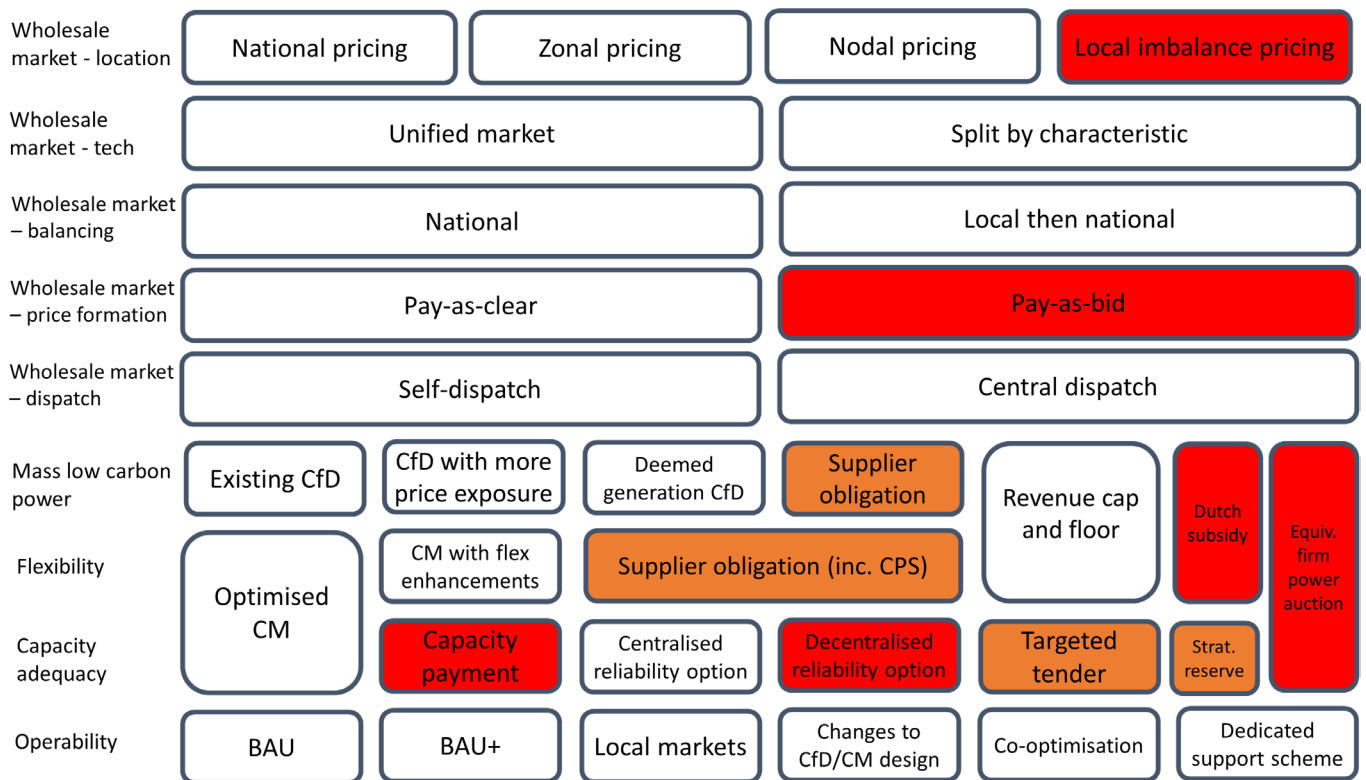 Wholesale
market - location
National pricing
Zonal pricing
Nodal pricing
Local imbalance pricing
Wholesale
market - tech
Unified market
Split by characteristic
Wholesale market
– balancing
National
Local then national
Wholesale market
– price formation
Pay-as-clear
Pay-as-bid
Wholesale market
– dispatch
Self-dispatch
Central dispatch
Mass low carbon
power
Existing CfD
CfD with more
price exposure
Deemed
generation CfD
Supplier
obligation
Revenue cap
and floor
Dutch
subsidy
Equiv.
firm
power
auction
Flexibility
Optimised
CM
CM with flex
enhancements
Supplier obligation (inc. CPS)
Capacity
adequacy
Capacity
payment
Centralised
reliability option
Decentralised
reliability option
Targeted
tender
Strat.
reserve
Operability
BAU
BAU+
Local markets
Changes to
CfD/CM design
Co-optimisation
Dedicated
support scheme